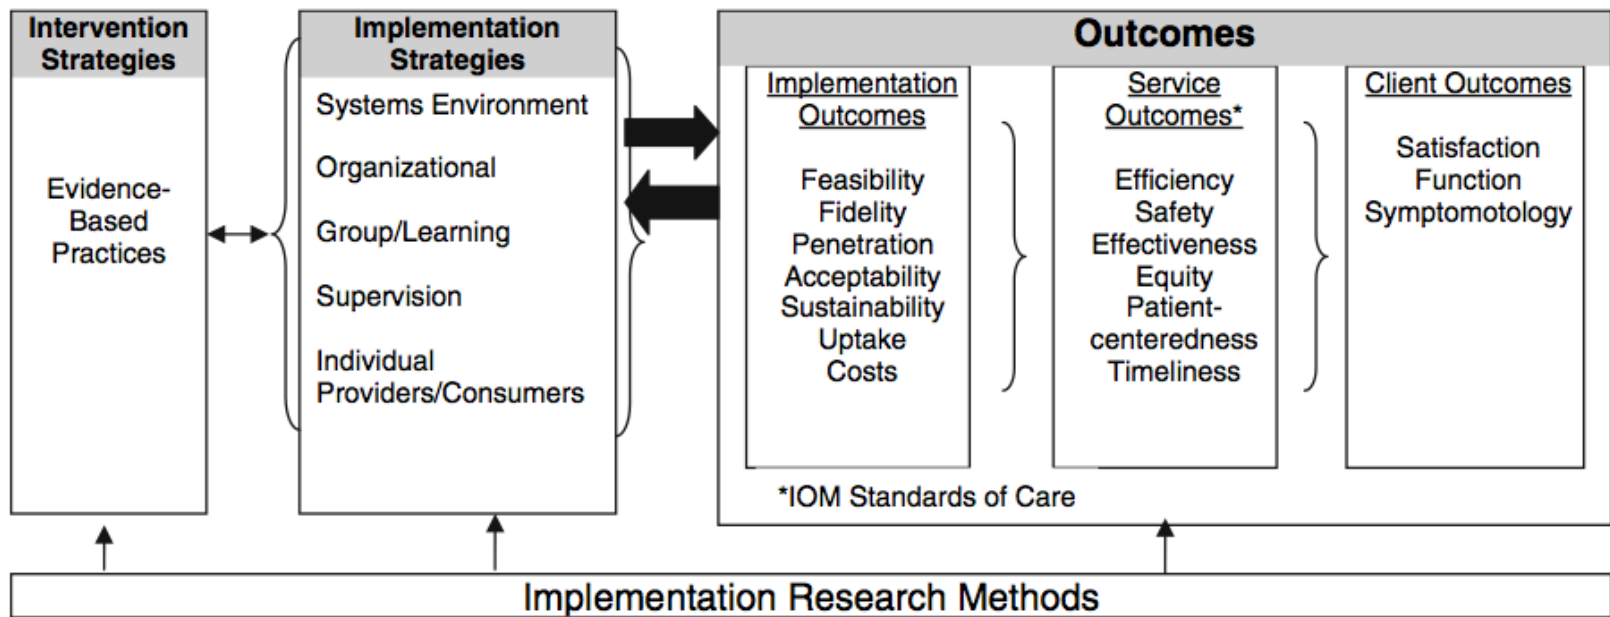 Intervention
Strategies
Evidence-
Based
Practices
Implementation
Strategies
Systems Environment
Organizational
Group/Learning
Supervision
Individual
Providers/Consumers
Outcomes
Implementation
Outcomes
Feasibility
Fidelity
Penetration
Acceptability
Sustainability
Uptake
Costs
Service
Outcomes*
Efficiency
Safety
Effectiveness
Equity
Patient-
centeredness
Timeliness
Client Outcomes
Satisfaction
Function
Symptomotology
*IOM Standards of Care
Implementation Research Methods